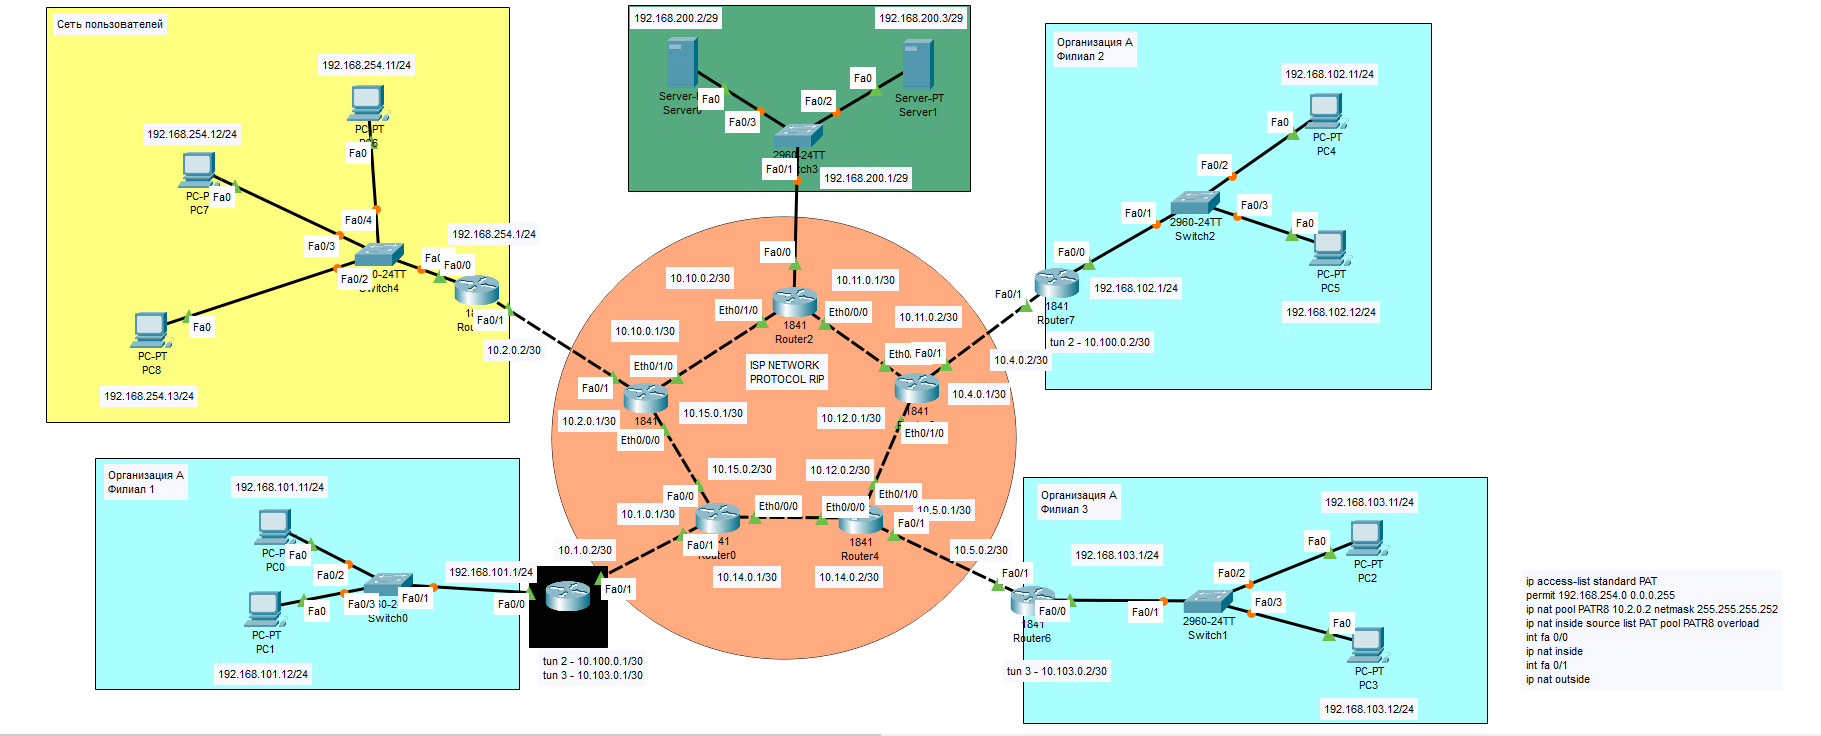 Сеть пользователей
192.168.254.11/24
PC-PT
Fa0
192.168.254.12/24
Fa0
PC7
Fa0/4
Fa0/3
Fa0/2
Switch4
192.168.254.1/24
Fa0/0
Fa0/1
10.2.0.2/30
Fa0
PC-PT
PC8
192.168.254.13/24
192.168.200.2/29
192.168.200.3/29
Fa0
Fa0
Server-PT
Server1
Fa0/3
Fa0/2
2960-24TT
Fa0/1
192.168.200.1/29
Организация А
Филиал 2
192.168.102.11/24
Fa0
PC-PT
PC4
Fa0/2
Fa0/1
Fa0/3
2960-24TT
Switch2
Fa0
PC-PT
PC5
192.168.102.12/24
Fa0/0
192.168.102.1/24
Fa0/1
1841
Router7
tun 2 - 10.100.0.2/30
10.4.0.2/30
Fa0/0
10.10.0.2/30
10.11.0.1/30
Eth0/1/0
Eth0/0/0
1841
Router2
10.10.0.1/30
10.11.0.2/30
ISP NETWORK
PROTOCOL RIP
Eth0/1/0
Fa0/1
Fa0/1
10.4.0.1/30
1841
10.2.0.1/30
10.15.0.1/30
Eth0/0/0
1841
10.12.0.1/30
Eth0/1/0
10.15.0.2/30
10.12.0.2/30
Fa0/0
Eth0/0/0
Eth0/0/0
Eth0/1/0
10.5.0.1/30
10.1.0.1/30
Fa0/1
Fa0/1
Router0
1841
Router4
10.14.0.1/30
10.14.0.2/30
10.1.0.2/30
10.5.0.2/30
Организация А
Филиал 1
192.168.101.11/24
Fa0
PC0
Fa0/2
Fa0/3
Fa0/1
Switch0
192.168.101.1/24
Fa0/0
Fa0/1
Fa0
PC-PT
PC1
192.168.101.12/24
tun 2 - 10.100.0.1/30
tun 3 - 10.103.0.1/30
Организация А
Филиал 3
192.168.103.11/24
192.168.103.1/24
Fa0
PC-PT
PC2
Fa0/1
Fa0/0
1841
Router6
Fa0/2
Fa0/1
Fa0/3
2960-24TT
Switch1
Fa0
PC-PT
PC3
192.168.103.12/24
tun 3 - 10.103.0.2/30
ip access-list standard PAT
permit 192.168.254.0 0.0.0.255
ip nat pool PATR8 10.2.0.2 netmask 255.255.255.252
ip nat inside source list PAT pool PATR8 overload
int fa 0/0
ip nat inside
int fa 0/1
ip nat outside